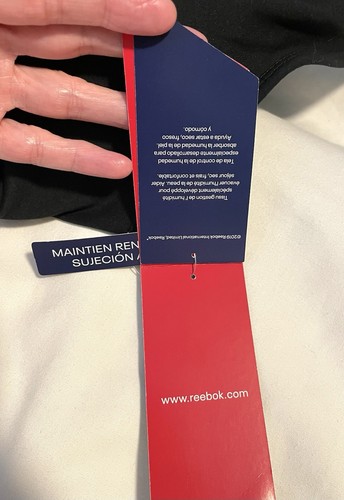 ©2019 Reebok International Limited. Reebok
Tissu gestion de l'humidité
spécialement développé pour
évacuer l'humidité de la peau. Aider
séjour sec, frais et confortable.
Tela de control de la humedad
especialmente desarrollada para
absorber la humedad de la piel.
Ayuda a estar seco, fresco
y cómodo.
MAINTIEN REN
SUJECIÓN A
www.reebok.com